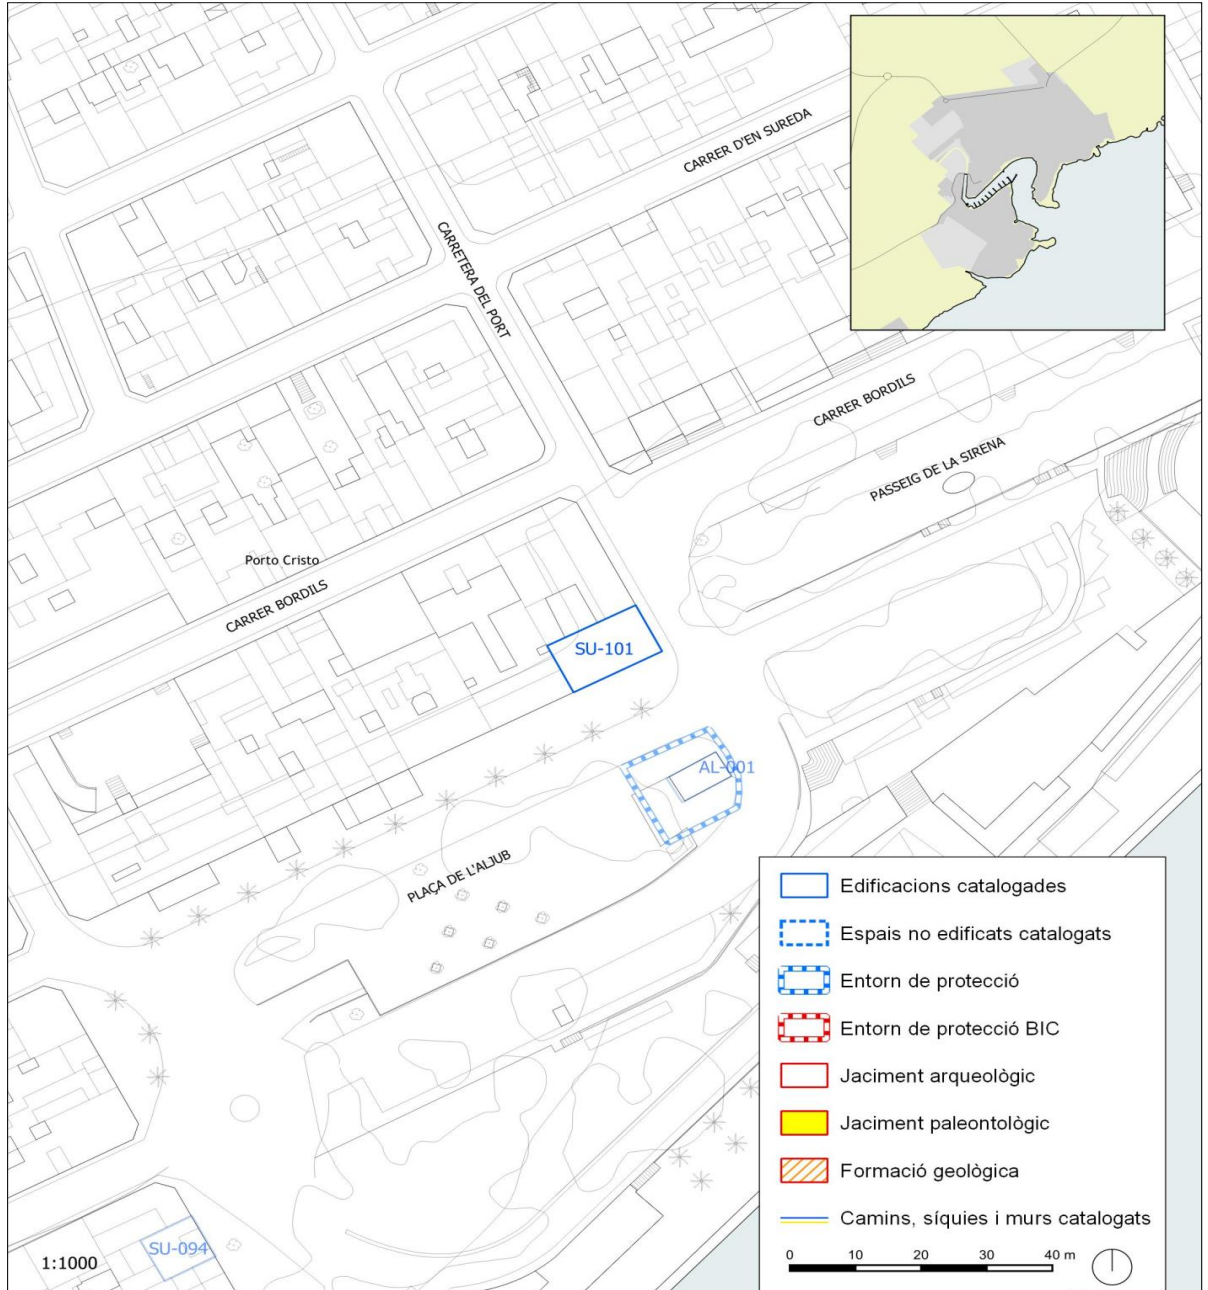 CARRER D'EN SUREDA
CARRETERA DEL PORT
CARRER BORDILS
PASSEIG DE LA SIRENA
Porto Cristo
CARRER BORDILS
SU-101
AL-001
PLAÇA DE L'ALJUB
SU-094
1:1000
Edificacions catalogades
Espais no edificats catalogats
Entorn de protecció
Entorn de protecció BIC
Jaciment arqueològic
Jaciment paleontològic
Formació geològica
Camins, síquies i murs catalogats
0 10 20 30 40 m